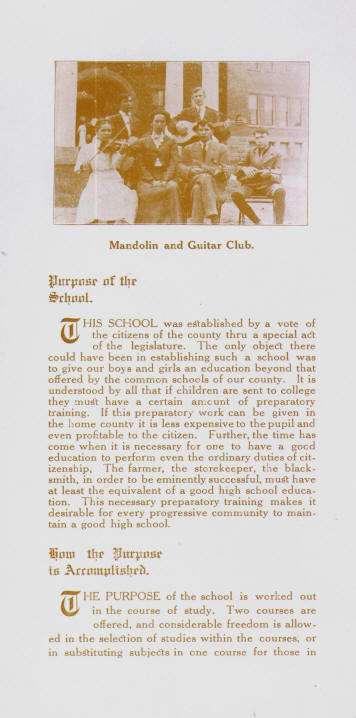 Mandolin and Guitar Club.
Purpose of the
School.
THIS SCHOOL was established by a vote of
the citizens of the county thru a special act
of the legislature. The only object there
could have been in establishing such a school was
to give our boys and girls an education beyond that
offered by the common schools of our county. It is
understood by all that if children are sent to college
they must have a certain amount of preparatory
training. If this preparatory work can be given in
the home county it is less expensive to the pupil and
even profitable to the citizen. Further, the time has
come when it is necessary for one to have a good
education to perform even the ordinary duties of cit-
izenship, The farmer, the storekeeper, the black-
smith, in order to be eminently successful, must have
at least the equivalent of a good high school educa-
tion. This necessary preparatory training makes it
desirable for every progressive community to main-
tain a good high school.
How the Purpose
is Accomplished.
THE PURPOSE of the school is worked out
in the course of study. Two courses are
offered, and considerable freedom is allow-
ed in the selection of studies within the courses, or
in substituting subjects in one course for those in